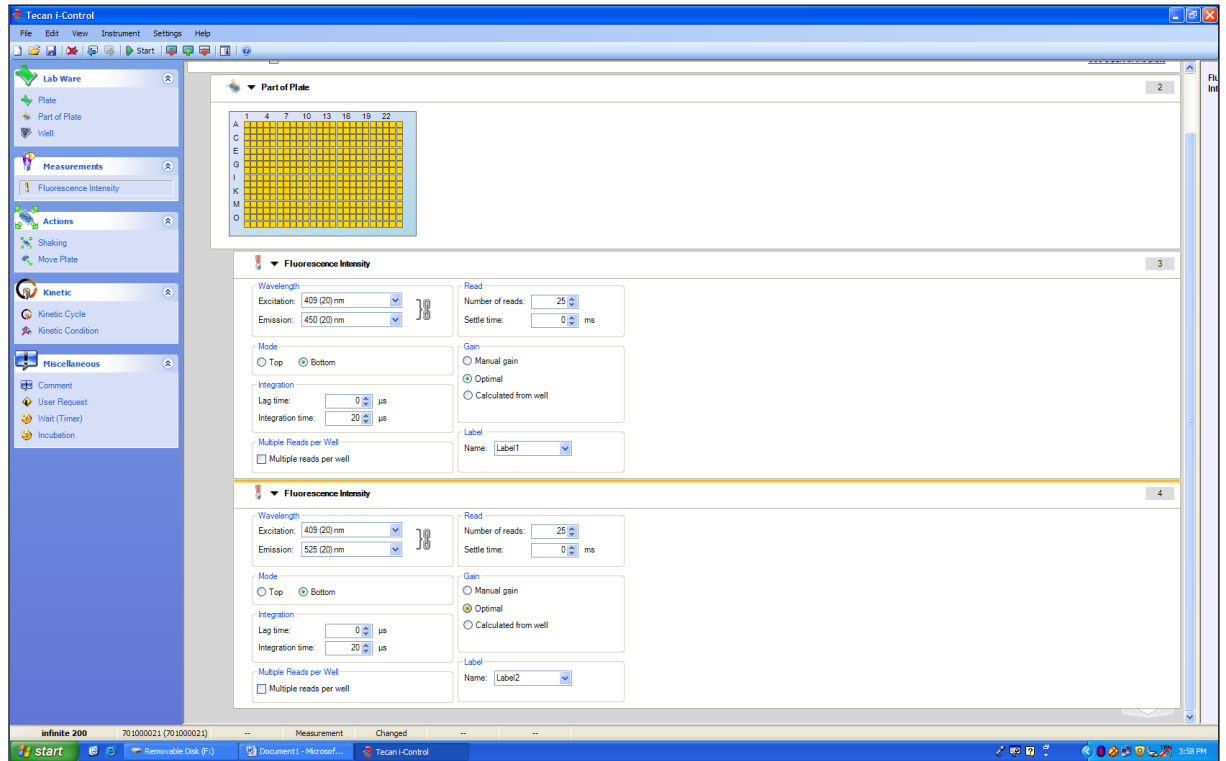 Tecan i-Control
File Edit View Instrument Settings Help
Start
Lab Ware
Plate
Part of Plate
Well
Measurements
Fluorescence Intensity
Actions
Shaking
Move Plate
Kinetic
Kinetic Cycle
Kinetic Condition
Miscellaneous
Comment
User Request
Wait (Timer)
Incubation
Part of Plate 2
1 4 7 10 13 16 19 22
A
C
E
G
I
K
M
O
Fluorescence Intensity 3
Wavelength
Excitation: 409 (20) nm
Emission: 450 (20) nm
Read
Number of reads: 25
Settle time: 0 ms
Mode
Top Bottom
Gain
Manual gain
Optimal
Calculated from well
Integration
Lag time: 0 µs
Integration time: 20 µs
Multiple Reads per Well
Multiple reads per well
Label
Name: Label1
Fluorescence Intensity 4
Wavelength
Excitation: 409 (20) nm
Emission: 525 (20) nm
Read
Number of reads: 25
Settle time: 0 ms
Mode
Top Bottom
Gain
Manual gain
Optimal
Calculated from well
Integration
Lag time: 0 µs
Integration time: 20 µs
Multiple Reads per Well
Multiple reads per well
Label
Name: Label2
Flu
Int
infinite 200 701000021 (701000021) -- Measurement Changed -- --
start Removable Disk (F:) Document1 - Microsof... Tecan i-Control 3:58 PM